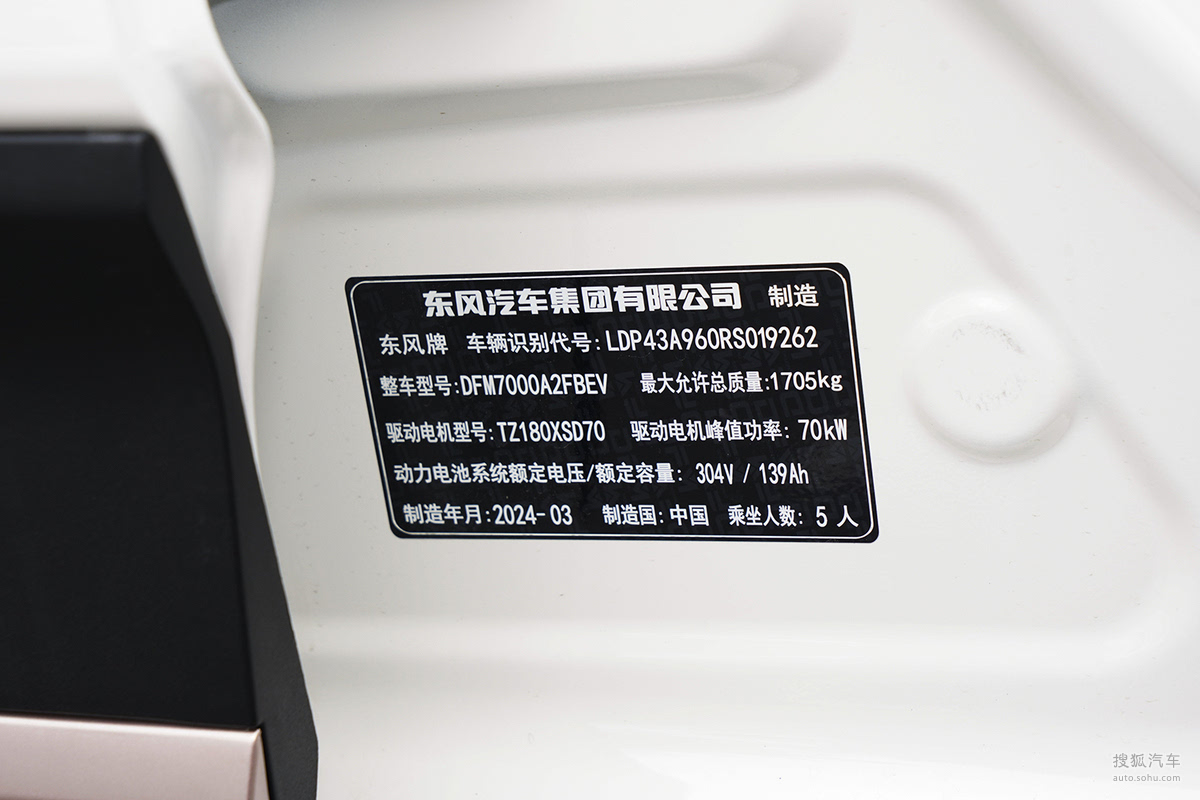 东风汽车集团有限公司 制造
东风牌 车辆识别代号:LDP43A960RS019262
整车型号:DFM7000A2FBEV 最大允许总质量:1705kg
驱动电机型号:TZ180XSD70 驱动电机峰值功率: 70kW
动力电池系统额定电压/额定容量: 304V / 139Ah
制造年月:2024-03 制造国:中国 乘坐人数: 5 人
搜狐汽车
auto.sohu.com